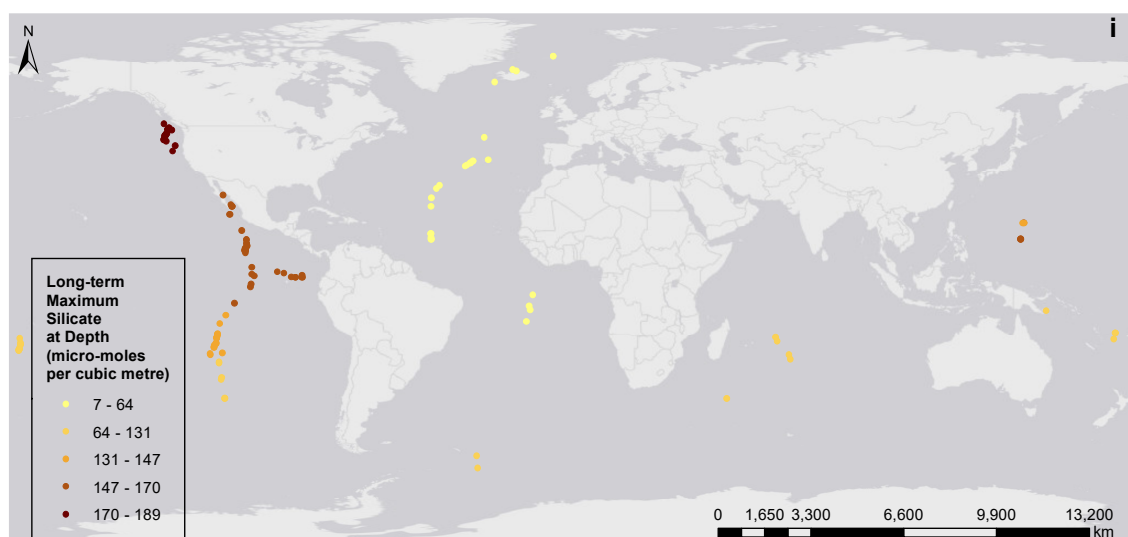 i
N
Long-term
Maximum
Silicate
at Depth
(micro-moles
per cubic metre)
7 - 64
64 - 131
131 - 147
147 - 170
170 - 189
0 1,650 3,300 6,600 9,900 13,200
km